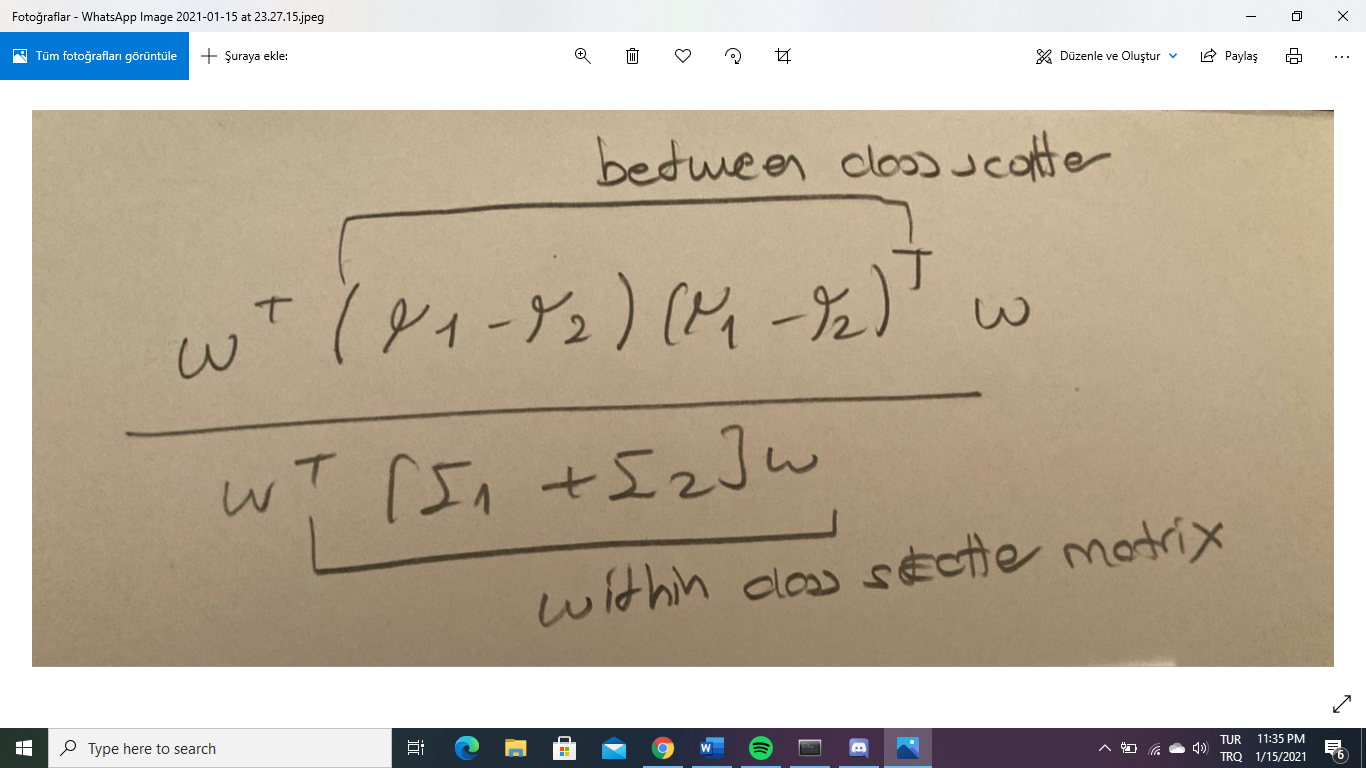 Fotoğraflar - WhatsApp Image 2021-01-15 at 23.27.15.jpeg
Tüm fotoğrafları görüntüle
Şuraya ekle:
Düzenle ve Oluştur
Paylaş
between class scatter
w^T (μ1 - μ2) (μ1 - μ2)^T w
w^T [Σ1 + Σ2] w
within class scatter matrix
Type here to search
TUR
11:35 PM
TRQ
1/15/2021
6